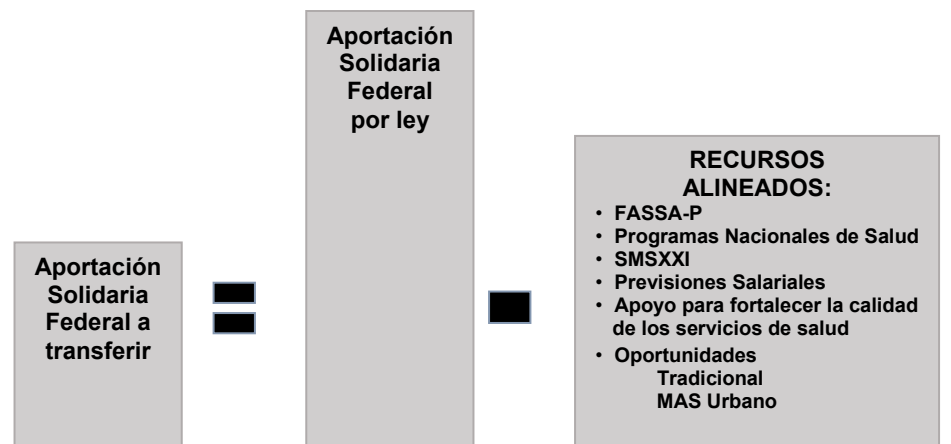 Aportación
Solidaria
Federal a
transferir
Aportación
Solidaria
Federal
por ley
RECURSOS
ALINEADOS:
• FASSA-P
• Programas Nacionales de Salud
• SMSXXI
• Previsiones Salariales
• Apoyo para fortalecer la calidad
de los servicios de salud
• Oportunidades
Tradicional
MAS Urbano